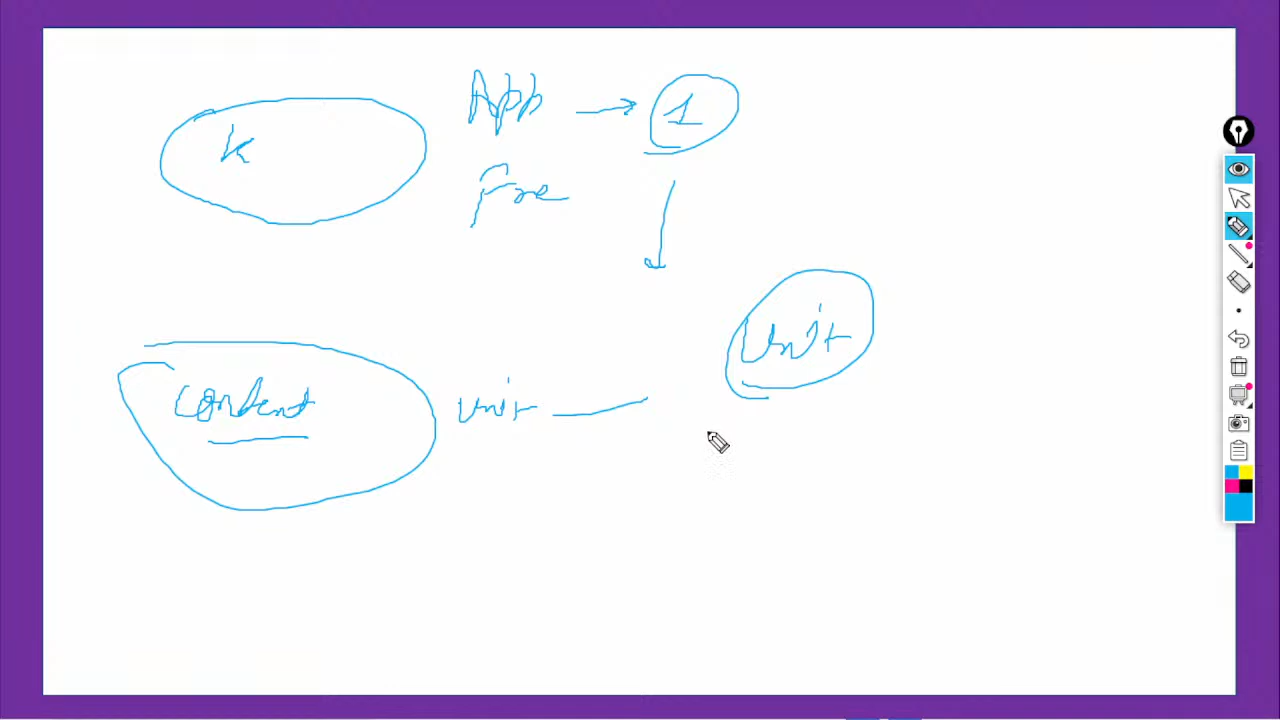 k
App → 1
Fre
Unit
content
unit